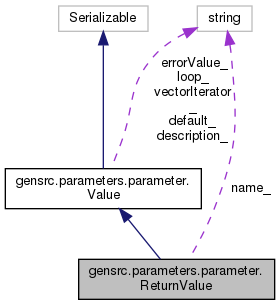 Serializable
string
errorValue_
loop_
vectorIterator
_
default_
description_
gensrc.parameters.parameter.
Value
name_
gensrc.parameters.parameter.
ReturnValue